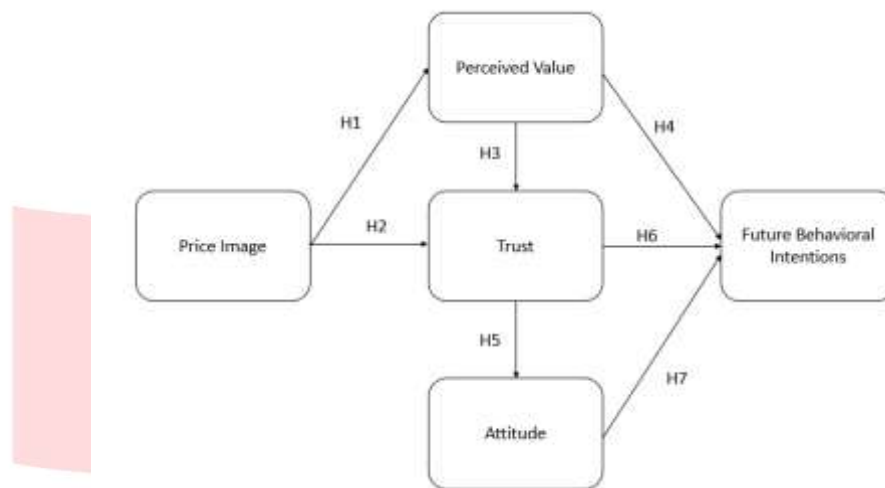 Perceived Value
H1
H4
H3
Price Image
H2
Trust
H6
Future Behavioral
Intentions
H5
H7
Attitude